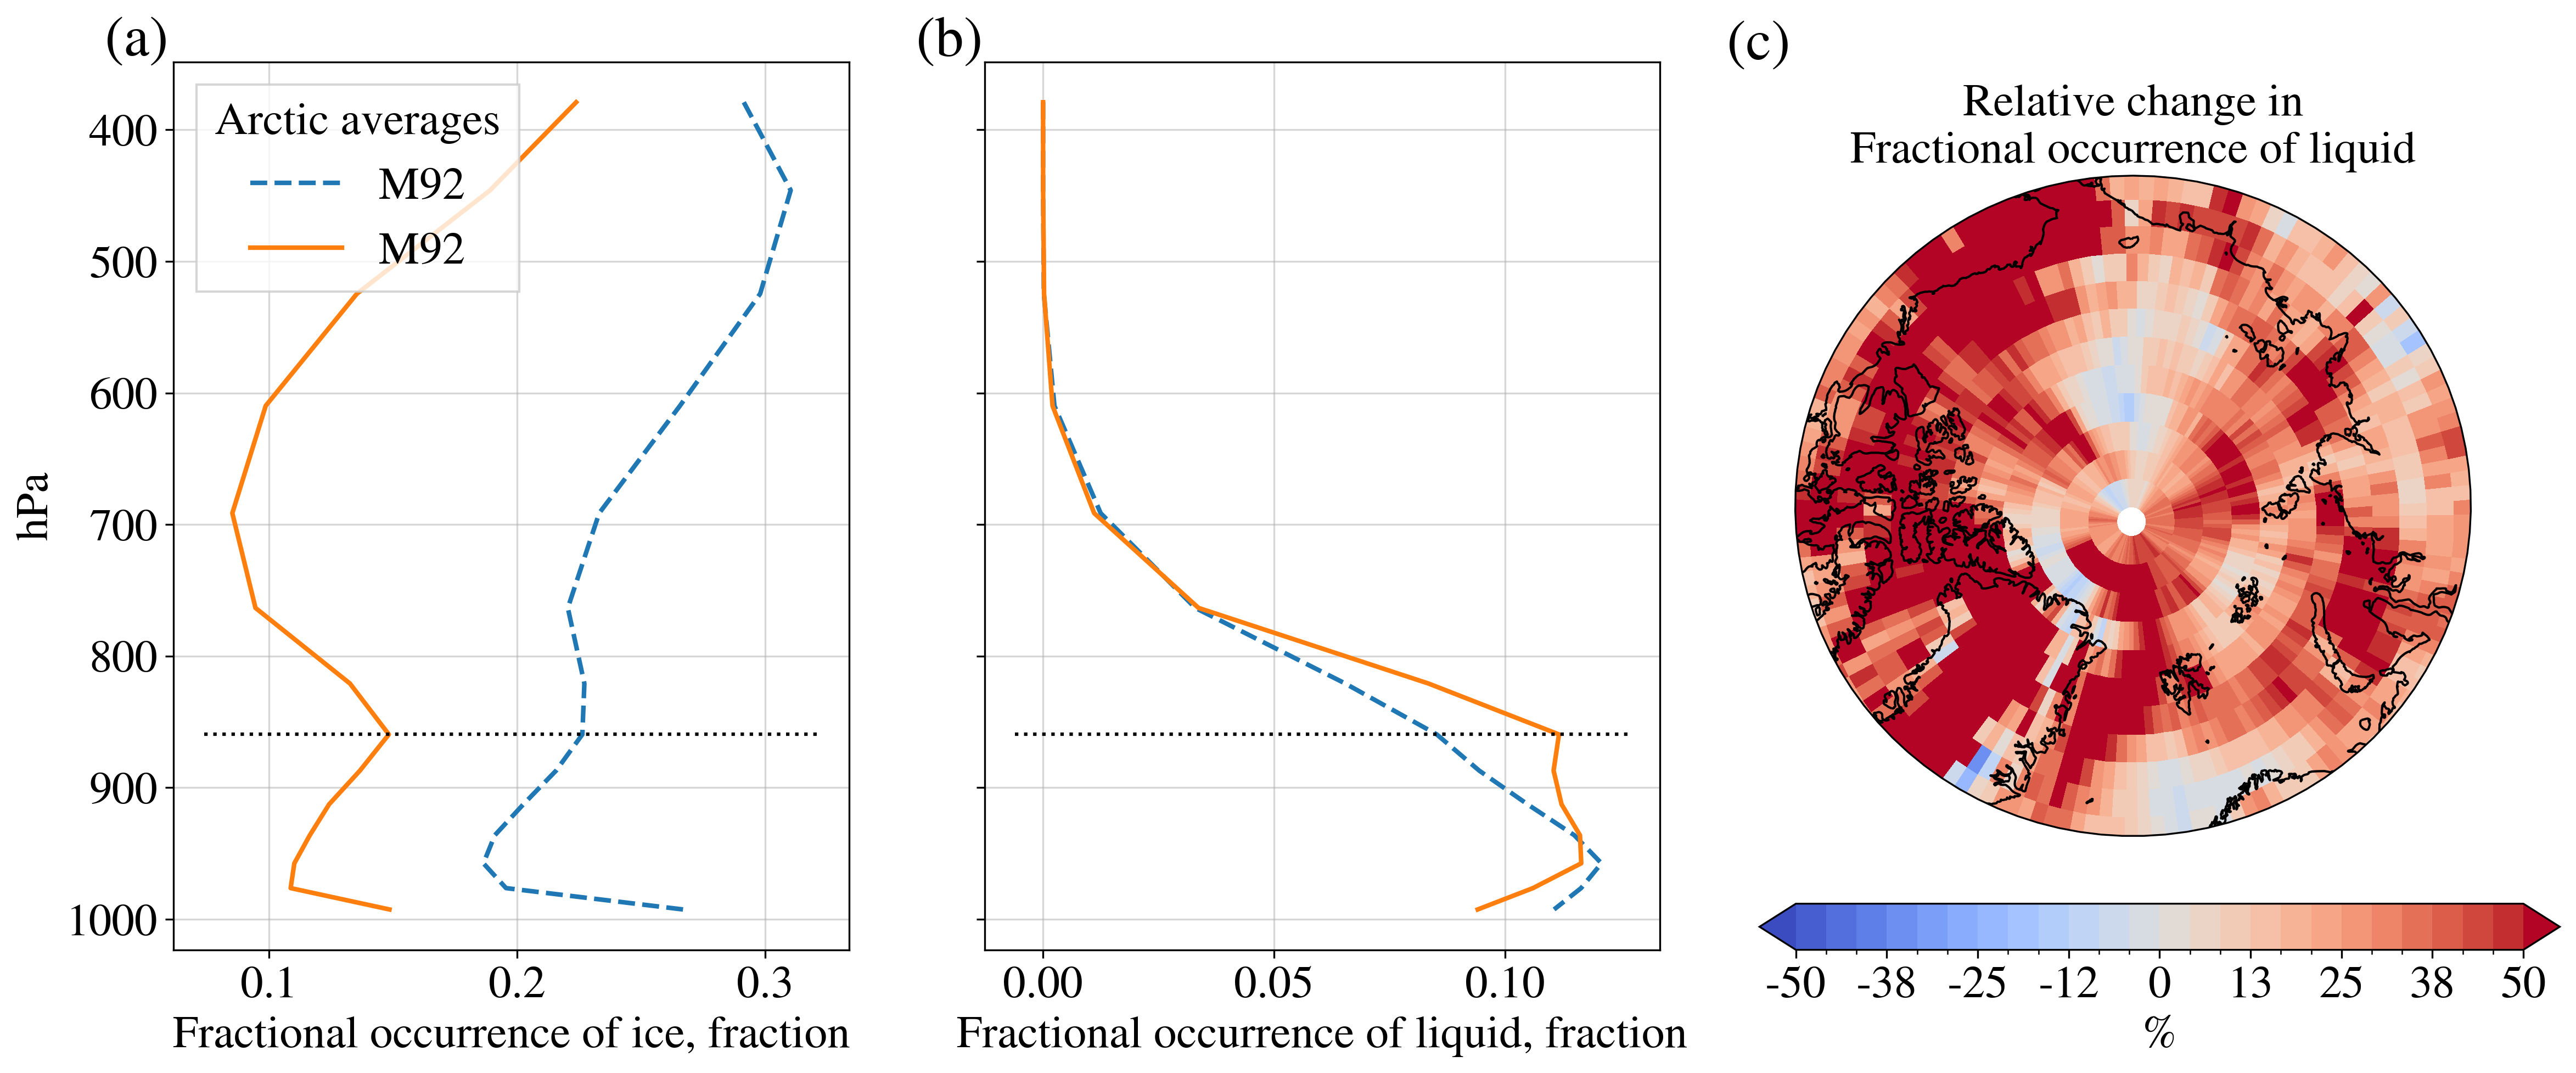 (a)
Arctic averages
M92
M92
400
500
600
700
800
900
1000
hPa
0.1
0.2
0.3
Fractional occurrence of ice, fraction
(b)
0.00
0.05
0.10
Fractional occurrence of liquid, fraction
(c)
Relative change in
Fractional occurrence of liquid
-50 -38 -25 -12 0 13 25 38 50
%